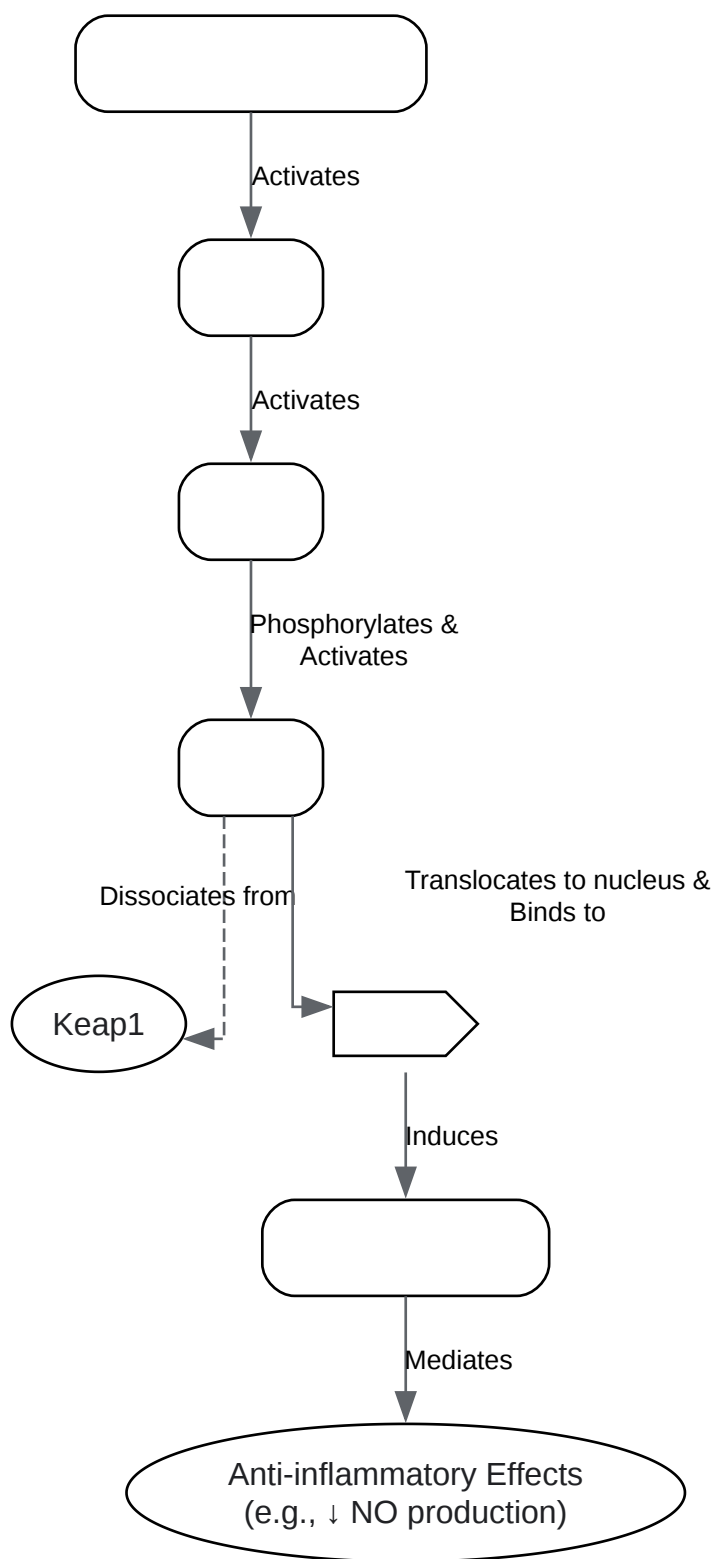 Activates
Activates
Phosphorylates &
Activates
Dissociates from
Translocates to nucleus &
Binds to
Keap1
Induces
Mediates
Anti-inflammatory Effects
(e.g., ↓ NO production)